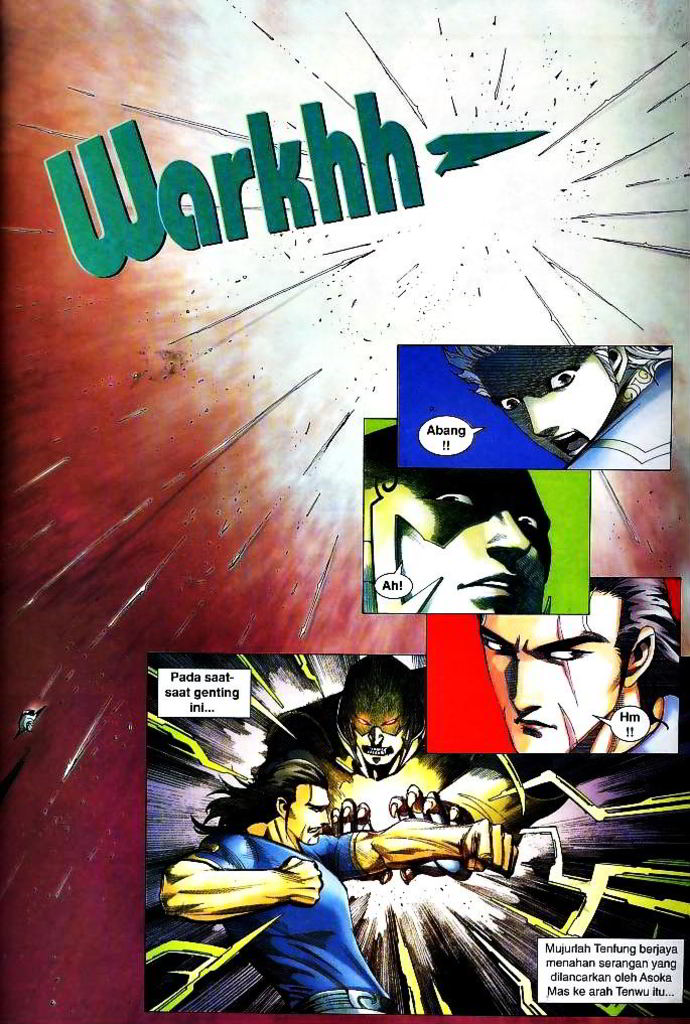 Warkhh
Abang
!!
Ah!
Hm
!!
Pada saat-
saat genting
ini...
Mujurlah Tenfung berjaya
menahan serangan yang
dilancarkan oleh Asoka
Mas ke arah Tenwu itu...